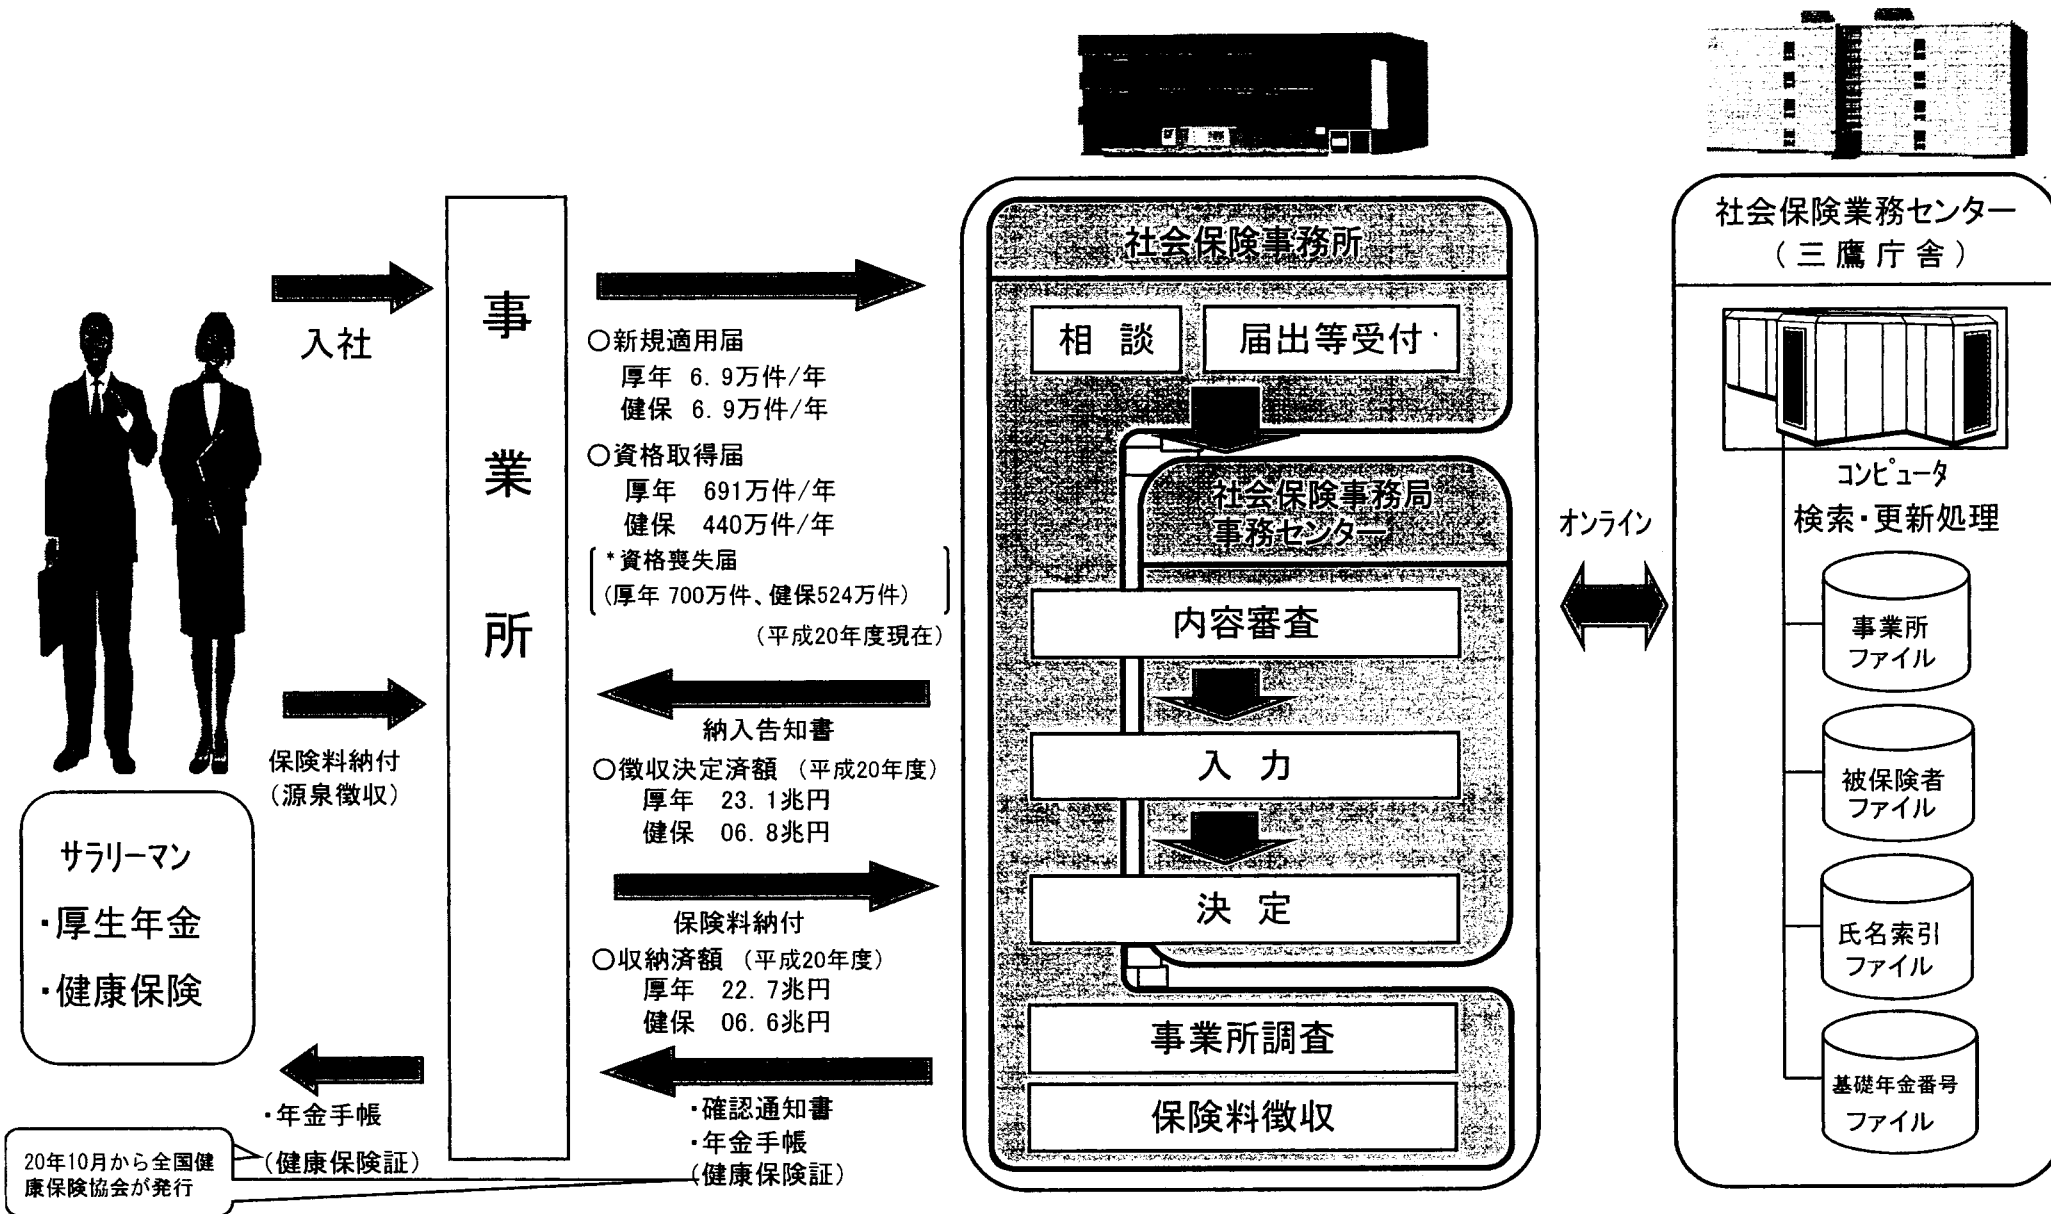 入社
保険料納付
(源泉徴収)
サラリーマン
・厚生年金
・健康保険
・年金手帳
(健康保険証)
20年10月から全国健
康保険協会が発行
事業所
○新規適用届
厚年 6.9万件/年
健保 6.9万件/年
○資格取得届
厚年 691万件/年
健保 440万件/年
*資格喪失届
(厚年 700万件、健保524万件)
(平成20年度現在)
納入告知書
○徴収決定済額 (平成20年度)
厚年 23.1兆円
健保 06.8兆円
保険料納付
○収納済額 (平成20年度)
厚年 22.7兆円
健保 06.6兆円
・確認通知書
・年金手帳
(健康保険証)
社会保険事務所
相談
届出等受付
社会保険事務局
事務センター
内容審査
入力
決定
事業所調査
保険料徴収
オンライン
社会保険業務センター
(三鷹庁舎)
コンピュータ
検索・更新処理
事業所
ファイル
被保険者
ファイル
氏名索引
ファイル
基礎年金番号
ファイル